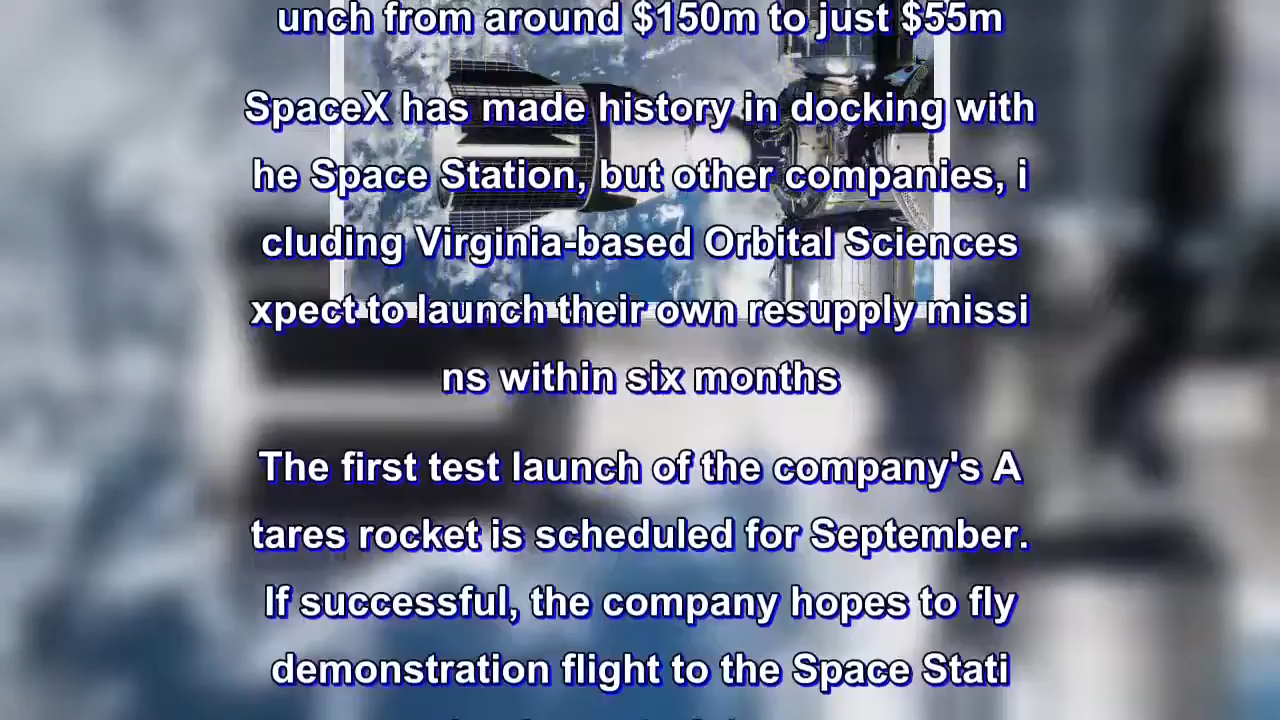 unch from around $150m to just $55m
SpaceX has made history in docking with
he Space Station, but other companies, i
cluding Virginia-based Orbital Sciences
xpect to launch their own resupply missi
ns within six months
The first test launch of the company's A
tares rocket is scheduled for September.
If successful, the company hopes to fly
demonstration flight to the Space Stati